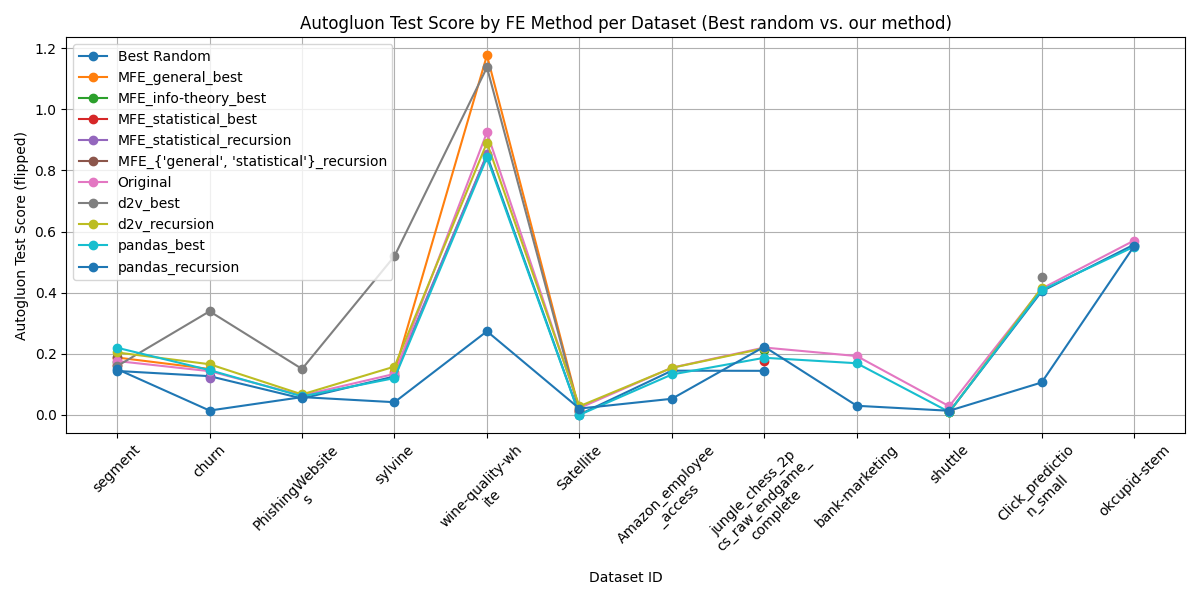 Autogluon Test Score by FE Method per Dataset (Best random vs. our method)
Autogluon Test Score (flipped)
1.2
1.0
0.8
0.6
0.4
0.2
0.0
Best Random
MFE_general_best
MFE_info-theory_best
MFE_statistical_best
MFE_statistical_recursion
MFE_{'general', 'statistical'}_recursion
Original
d2v_best
d2v_recursion
pandas_best
pandas_recursion
segment
churn
PhishingWebsite
s
sylvine
wine-quality-wh
ite
Satellite
Amazon_employee
_access
jungle_chess_2p
cs_raw_endgame_
complete
bank-marketing
shuttle
Click_predictio
n_small
okcupid-stem
Dataset ID